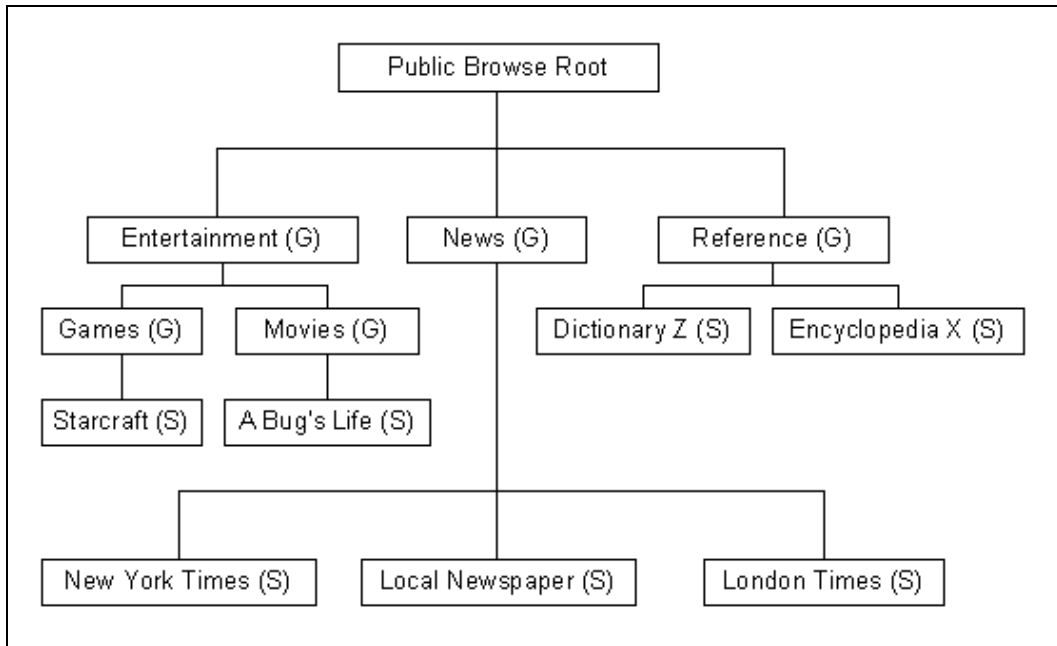 Public Browse Root
Entertainment (G)
News (G)
Reference (G)
Games (G)
Movies (G)
Dictionary Z (S)
Encyclopedia X (S)
Starcraft (S)
A Bug's Life (S)
New York Times (S)
Local Newspaper (S)
London Times (S)